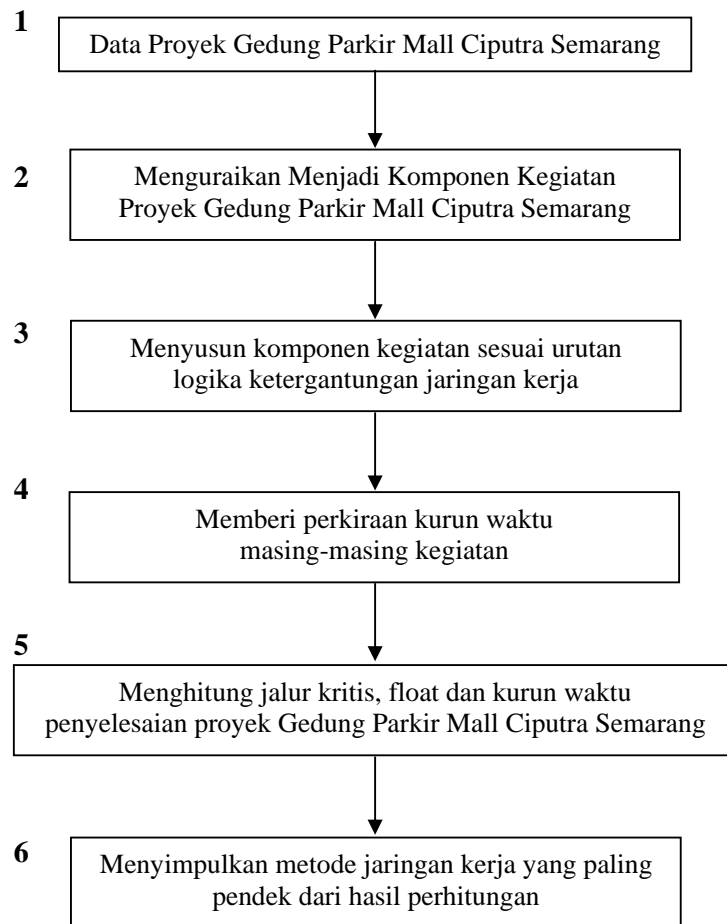 1
Data Proyek Gedung Parkir Mall Ciputra Semarang
2
Menguraikan Menjadi Komponen Kegiatan
Proyek Gedung Parkir Mall Ciputra Semarang
3
Menyusun komponen kegiatan sesuai urutan
logika ketergantungan jaringan kerja
4
Memberi perkiraan kurun waktu
masing-masing kegiatan
5
Menghitung jalur kritis, float dan kurun waktu
penyelesaian proyek Gedung Parkir Mall Ciputra Semarang
6
Menyimpulkan metode jaringan kerja yang paling
pendek dari hasil perhitungan